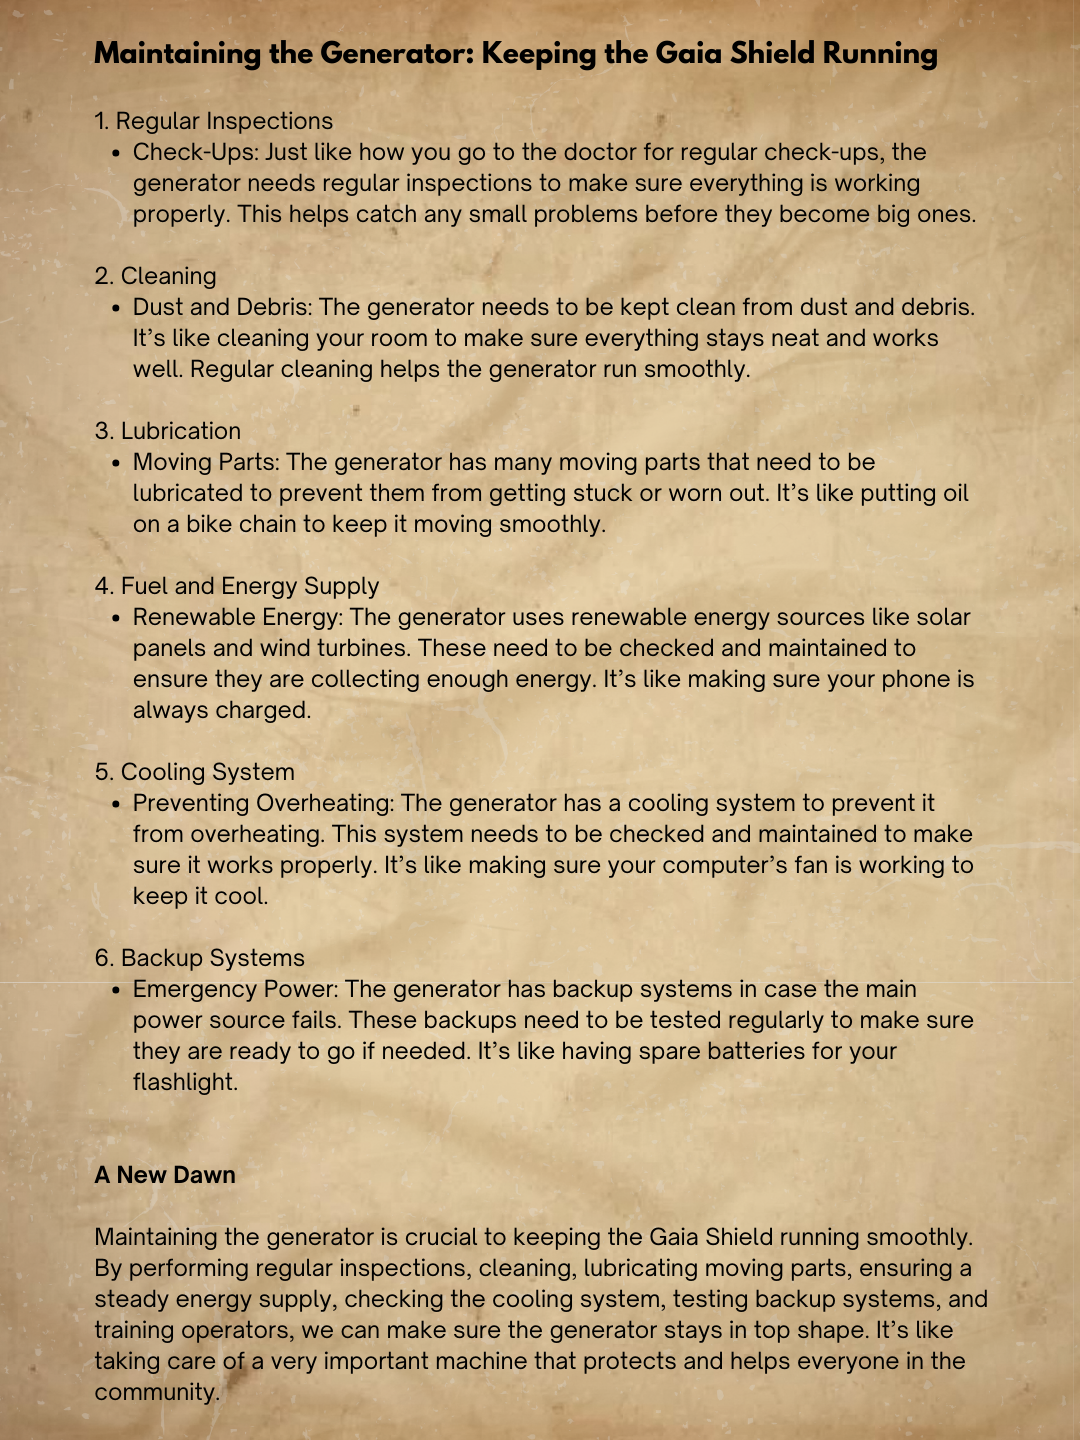 Maintaining the Generator: Keeping the Gaia Shield Running
1. Regular Inspections
• Check-Ups: Just like how you go to the doctor for regular check-ups, the
generator needs regular inspections to make sure everything is working
properly. This helps catch any small problems before they become big ones.
2. Cleaning
• Dust and Debris: The generator needs to be kept clean from dust and debris.
It’s like cleaning your room to make sure everything stays neat and works
well. Regular cleaning helps the generator run smoothly.
3. Lubrication
• Moving Parts: The generator has many moving parts that need to be
lubricated to prevent them from getting stuck or worn out. It’s like putting oil
on a bike chain to keep it moving smoothly.
4. Fuel and Energy Supply
• Renewable Energy: The generator uses renewable energy sources like solar
panels and wind turbines. These need to be checked and maintained to
ensure they are collecting enough energy. It’s like making sure your phone is
always charged.
5. Cooling System
• Preventing Overheating: The generator has a cooling system to prevent it
from overheating. This system needs to be checked and maintained to make
sure it works properly. It’s like making sure your computer’s fan is working to
keep it cool.
6. Backup Systems
• Emergency Power: The generator has backup systems in case the main
power source fails. These backups need to be tested regularly to make sure
they are ready to go if needed. It’s like having spare batteries for your
flashlight.
A New Dawn
Maintaining the generator is crucial to keeping the Gaia Shield running smoothly.
By performing regular inspections, cleaning, lubricating moving parts, ensuring a
steady energy supply, checking the cooling system, testing backup systems, and
training operators, we can make sure the generator stays in top shape. It’s like
taking care of a very important machine that protects and helps everyone in the
community.